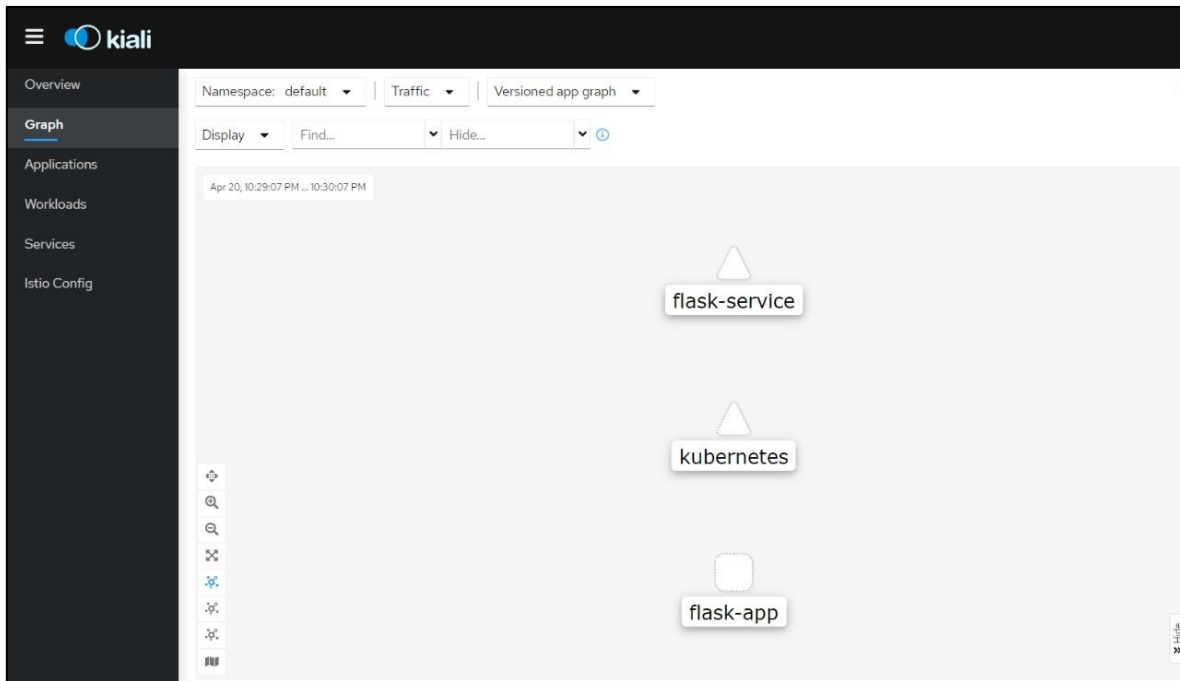 kiali
Overview
Graph
Applications
Workloads
Services
Istio Config
Namespace: default
Traffic
Versioned app graph
Display
Find...
Hide...
Apr 20, 10:29:07 PM ... 10:30:07 PM
flask-service
kubernetes
flask-app
Hide